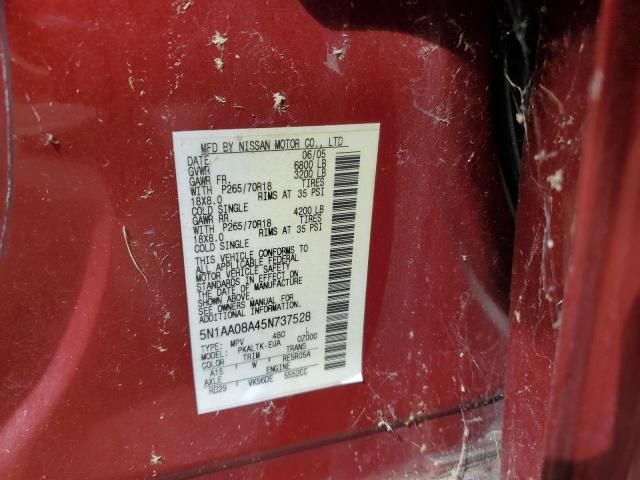 MFD BY NISSAN MOTOR CO., LTD
DATE 06/05
GVWR 6800 LB
GAWR FR. 3200 LB
WITH P265/70R18 TIRES
18X8.0 RIMS AT 35 PSI
COLD SINGLE
GAWR RR. 4200 LB
WITH P265/70R18 TIRES
18X8.0 RIMS AT 35 PSI
COLD SINGLE
THIS VEHICLE CONFORMS TO
ALL APPLICABLE FEDERAL
MOTOR VEHICLE SAFETY
STANDARDS IN EFFECT ON
THE DATE OF MANUFACTURE
SHOWN ABOVE.
SEE OWNERS MANUAL FOR
ADDITIONAL INFORMATION.
5N1AA08A45N737528
TYPE: MPV 480 OZ000
MODEL: PKALTK-EUA
COLOR TRIM TRANS
A15 W RE5R05A
AXLE ENGINE
RD29 VK56DE 5552CC